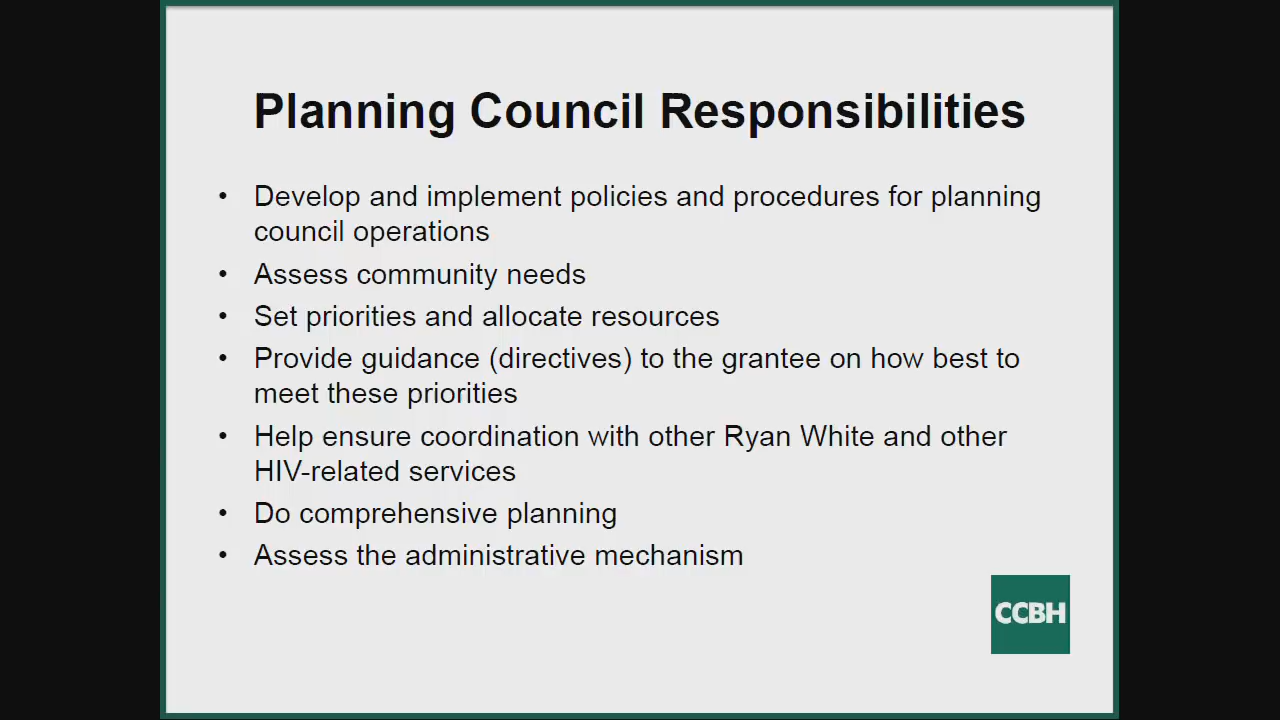 Planning Council Responsibilities
• Develop and implement policies and procedures for planning
council operations
• Assess community needs
• Set priorities and allocate resources
• Provide guidance (directives) to the grantee on how best to
meet these priorities
• Help ensure coordination with other Ryan White and other
HIV-related services
• Do comprehensive planning
• Assess the administrative mechanism
CCBH